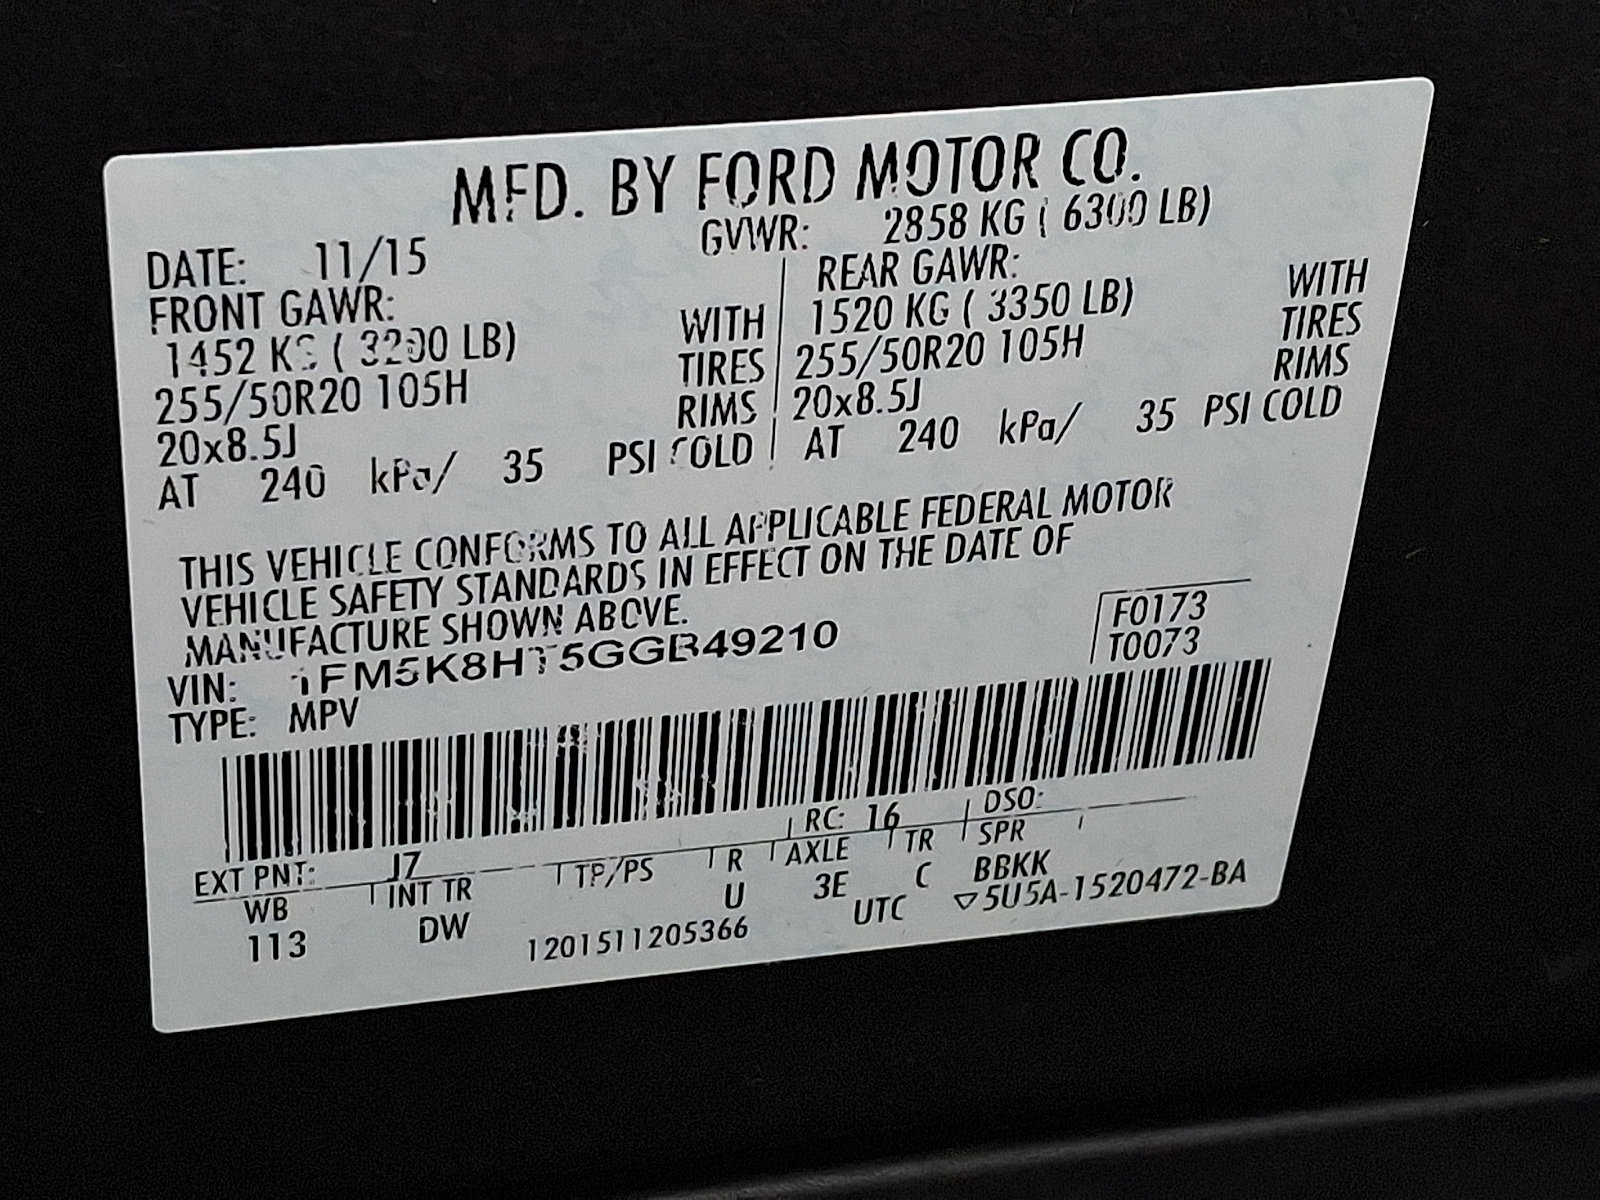 MFD. BY FORD MOTOR CO.
DATE: 11/15 GVWR: 2858 KG ( 6300 LB)
FRONT GAWR: REAR GAWR:
1452 KG ( 3200 LB) WITH 1520 KG ( 3350 LB) WITH
255/50R20 105H TIRES 255/50R20 105H TIRES
20x8.5J RIMS 20x8.5J RIMS
AT 240 kPa/ 35 PSI COLD AT 240 kPa/ 35 PSI COLD
THIS VEHICLE CONFORMS TO ALL APPLICABLE FEDERAL MOTOR
VEHICLE SAFETY STANDARDS IN EFFECT ON THE DATE OF
MANUFACTURE SHOWN ABOVE.
VIN: 1FM5K8HT5GGB49210
TYPE: MPV
F0173
T0073
EXT PNT: J7 RC: 16 DSO:
WB INT TR TP/PS R AXLE TR SPR
113 DW U 3E C BBKK
1201511205366 UTC ▽5U5A-1520472-BA